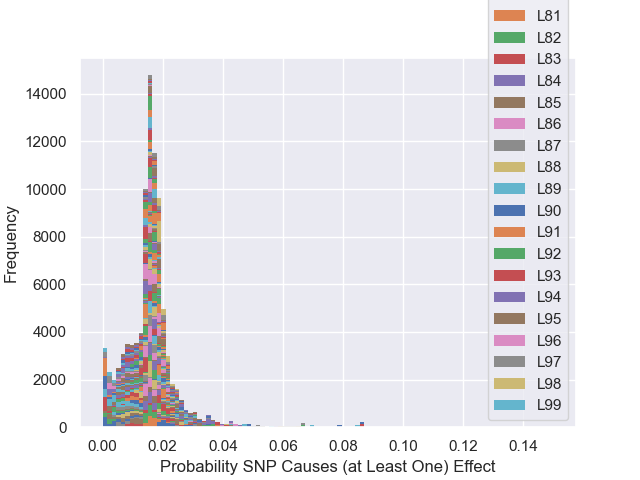 L81
L82
L83
L84
L85
L86
L87
L88
L89
L90
L91
L92
L93
L94
L95
L96
L97
L98
L99
14000
12000
10000
8000
6000
4000
2000
0
Frequency
0.00 0.02 0.04 0.06 0.08 0.10 0.12 0.14
Probability SNP Causes (at Least One) Effect